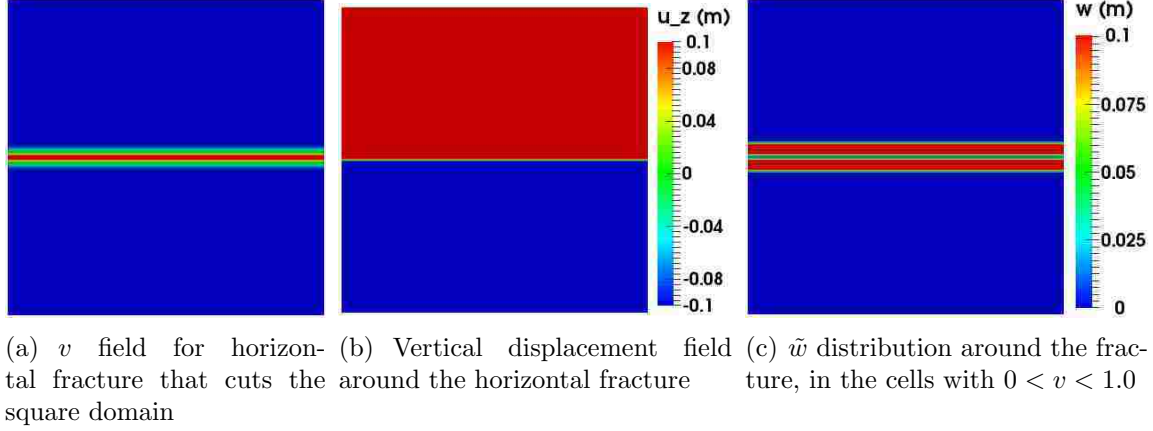 u_z (m)
0.1
0.08
0.04
0
-0.04
-0.08
-0.1
w (m)
0.1
0.075
0.05
0.025
0
(a) v field for horizon-
tal fracture that cuts the
square domain
(b) Vertical displacement field
around the horizontal fracture
(c) w̃ distribution around the frac-
ture, in the cells with 0 < v < 1.0